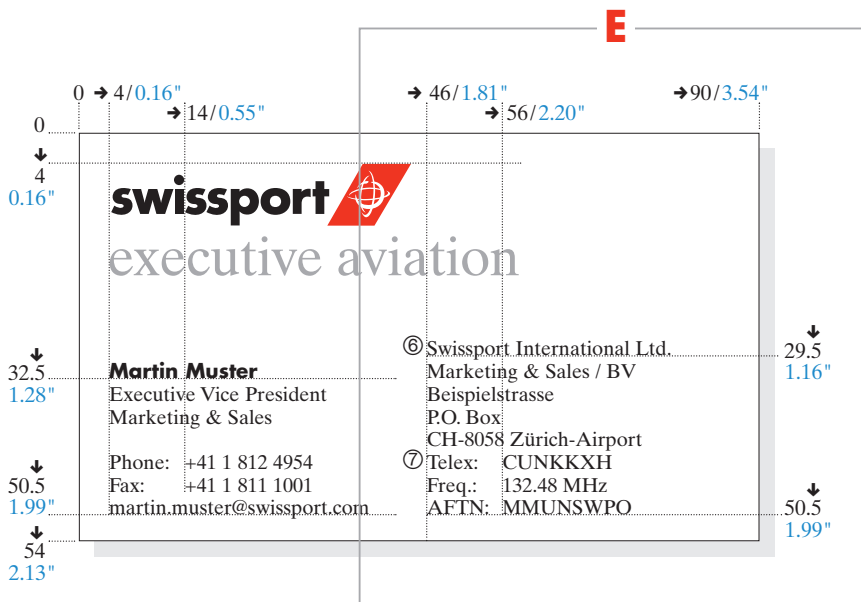 E
0 → 4/0.16" → 46/1.81" → 90/3.54"
→ 14/0.55" → 56/2.20"
0
↓
4
0.16"
swissport
executive aviation
↓
32.5
1.28"
Martin Muster
Executive Vice President
Marketing & Sales
Phone: +41 1 812 4954
Fax: +41 1 811 1001
martin.muster@swissport.com
↓
50.5
1.99"
↓
54
2.13"
⑥ Swissport International Ltd.
Marketing & Sales / BV
Beispielstrasse
P.O. Box
CH-8058 Zürich-Airport
⑦ Telex: CUNKKXH
Freq.: 132.48 MHz
AFTN: MMUNSWPO
↓
29.5
1.16"
↓
50.5
1.99"